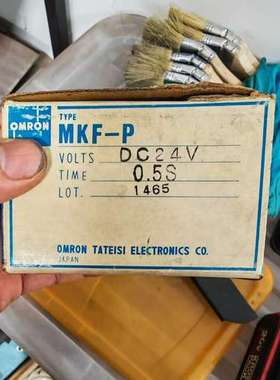 TYPE
OMRON MKF-P
VOLTS DC24V
TIME 0.5S
LOT. 1465
OMRON TATEISI ELECTRONICS CO.
JAPAN